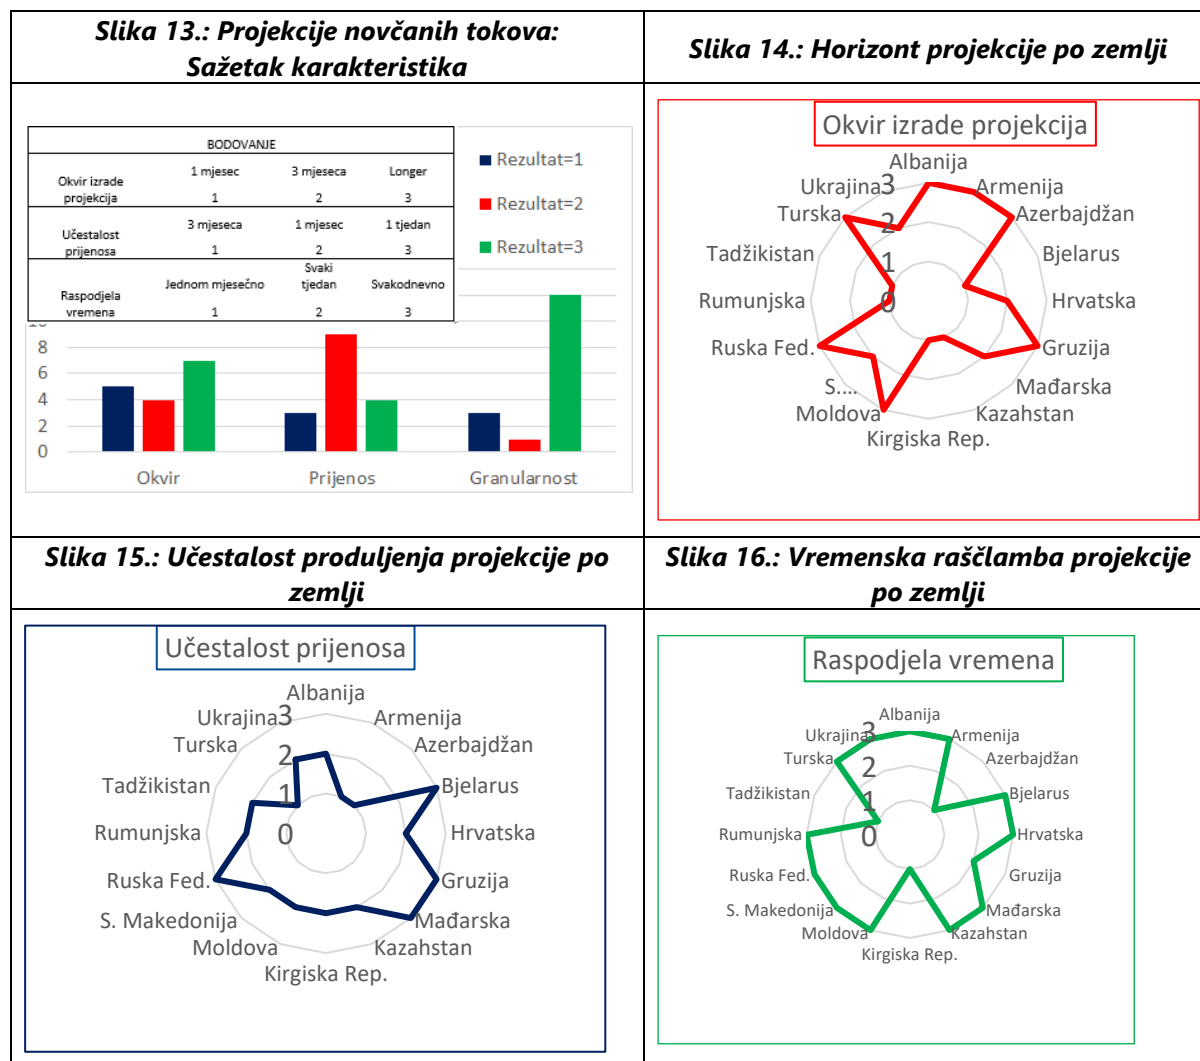 Slika 13.: Projekcije novčanih tokova:
Sažetak karakteristika
BODOVANJE
Okvir izrade projekcija
1 mjesec
3 mjeseca
Longer
1
2
3
Učestalost prijenosa
3 mjeseca
1 mjesec
1 tjedan
1
2
3
Raspodjela vremena
Jednom mjesečno
Svaki tjedan
Svakodnevno
1
2
3
Rezultat=1
Rezultat=2
Rezultat=3
8
6
4
2
0
Okvir
Prijenos
Granularnost
Slika 14.: Horizont projekcije po zemlji
Okvir izrade projekcija
Albanija
Armenija
Azerbajdžan
Bjelarus
Hrvatska
Gruzija
Mađarska
Kazahstan
Kirgiska Rep.
Moldova
S....
Ruska Fed.
Rumunjska
Tadžikistan
Turska
Ukrajina
3
2
1
0
Slika 15.: Učestalost produljenja projekcije po
zemlji
Učestalost prijenosa
Albanija
Armenija
Azerbajdžan
Bjelarus
Hrvatska
Gruzija
Mađarska
Kazahstan
Kirgiska Rep.
Moldova
S. Makedonija
Ruska Fed.
Rumunjska
Tadžikistan
Turska
Ukrajina
3
2
1
0
Slika 16.: Vremenska raščlamba projekcije
po zemlji
Raspodjela vremena
Albanija
Armenija
Azerbajdžan
Bjelarus
Hrvatska
Gruzija
Mađarska
Kazahstan
Kirgiska Rep.
Moldova
S. Makedonija
Ruska Fed.
Rumunjska
Tadžikistan
Turska
Ukrajina
3
2
1
0